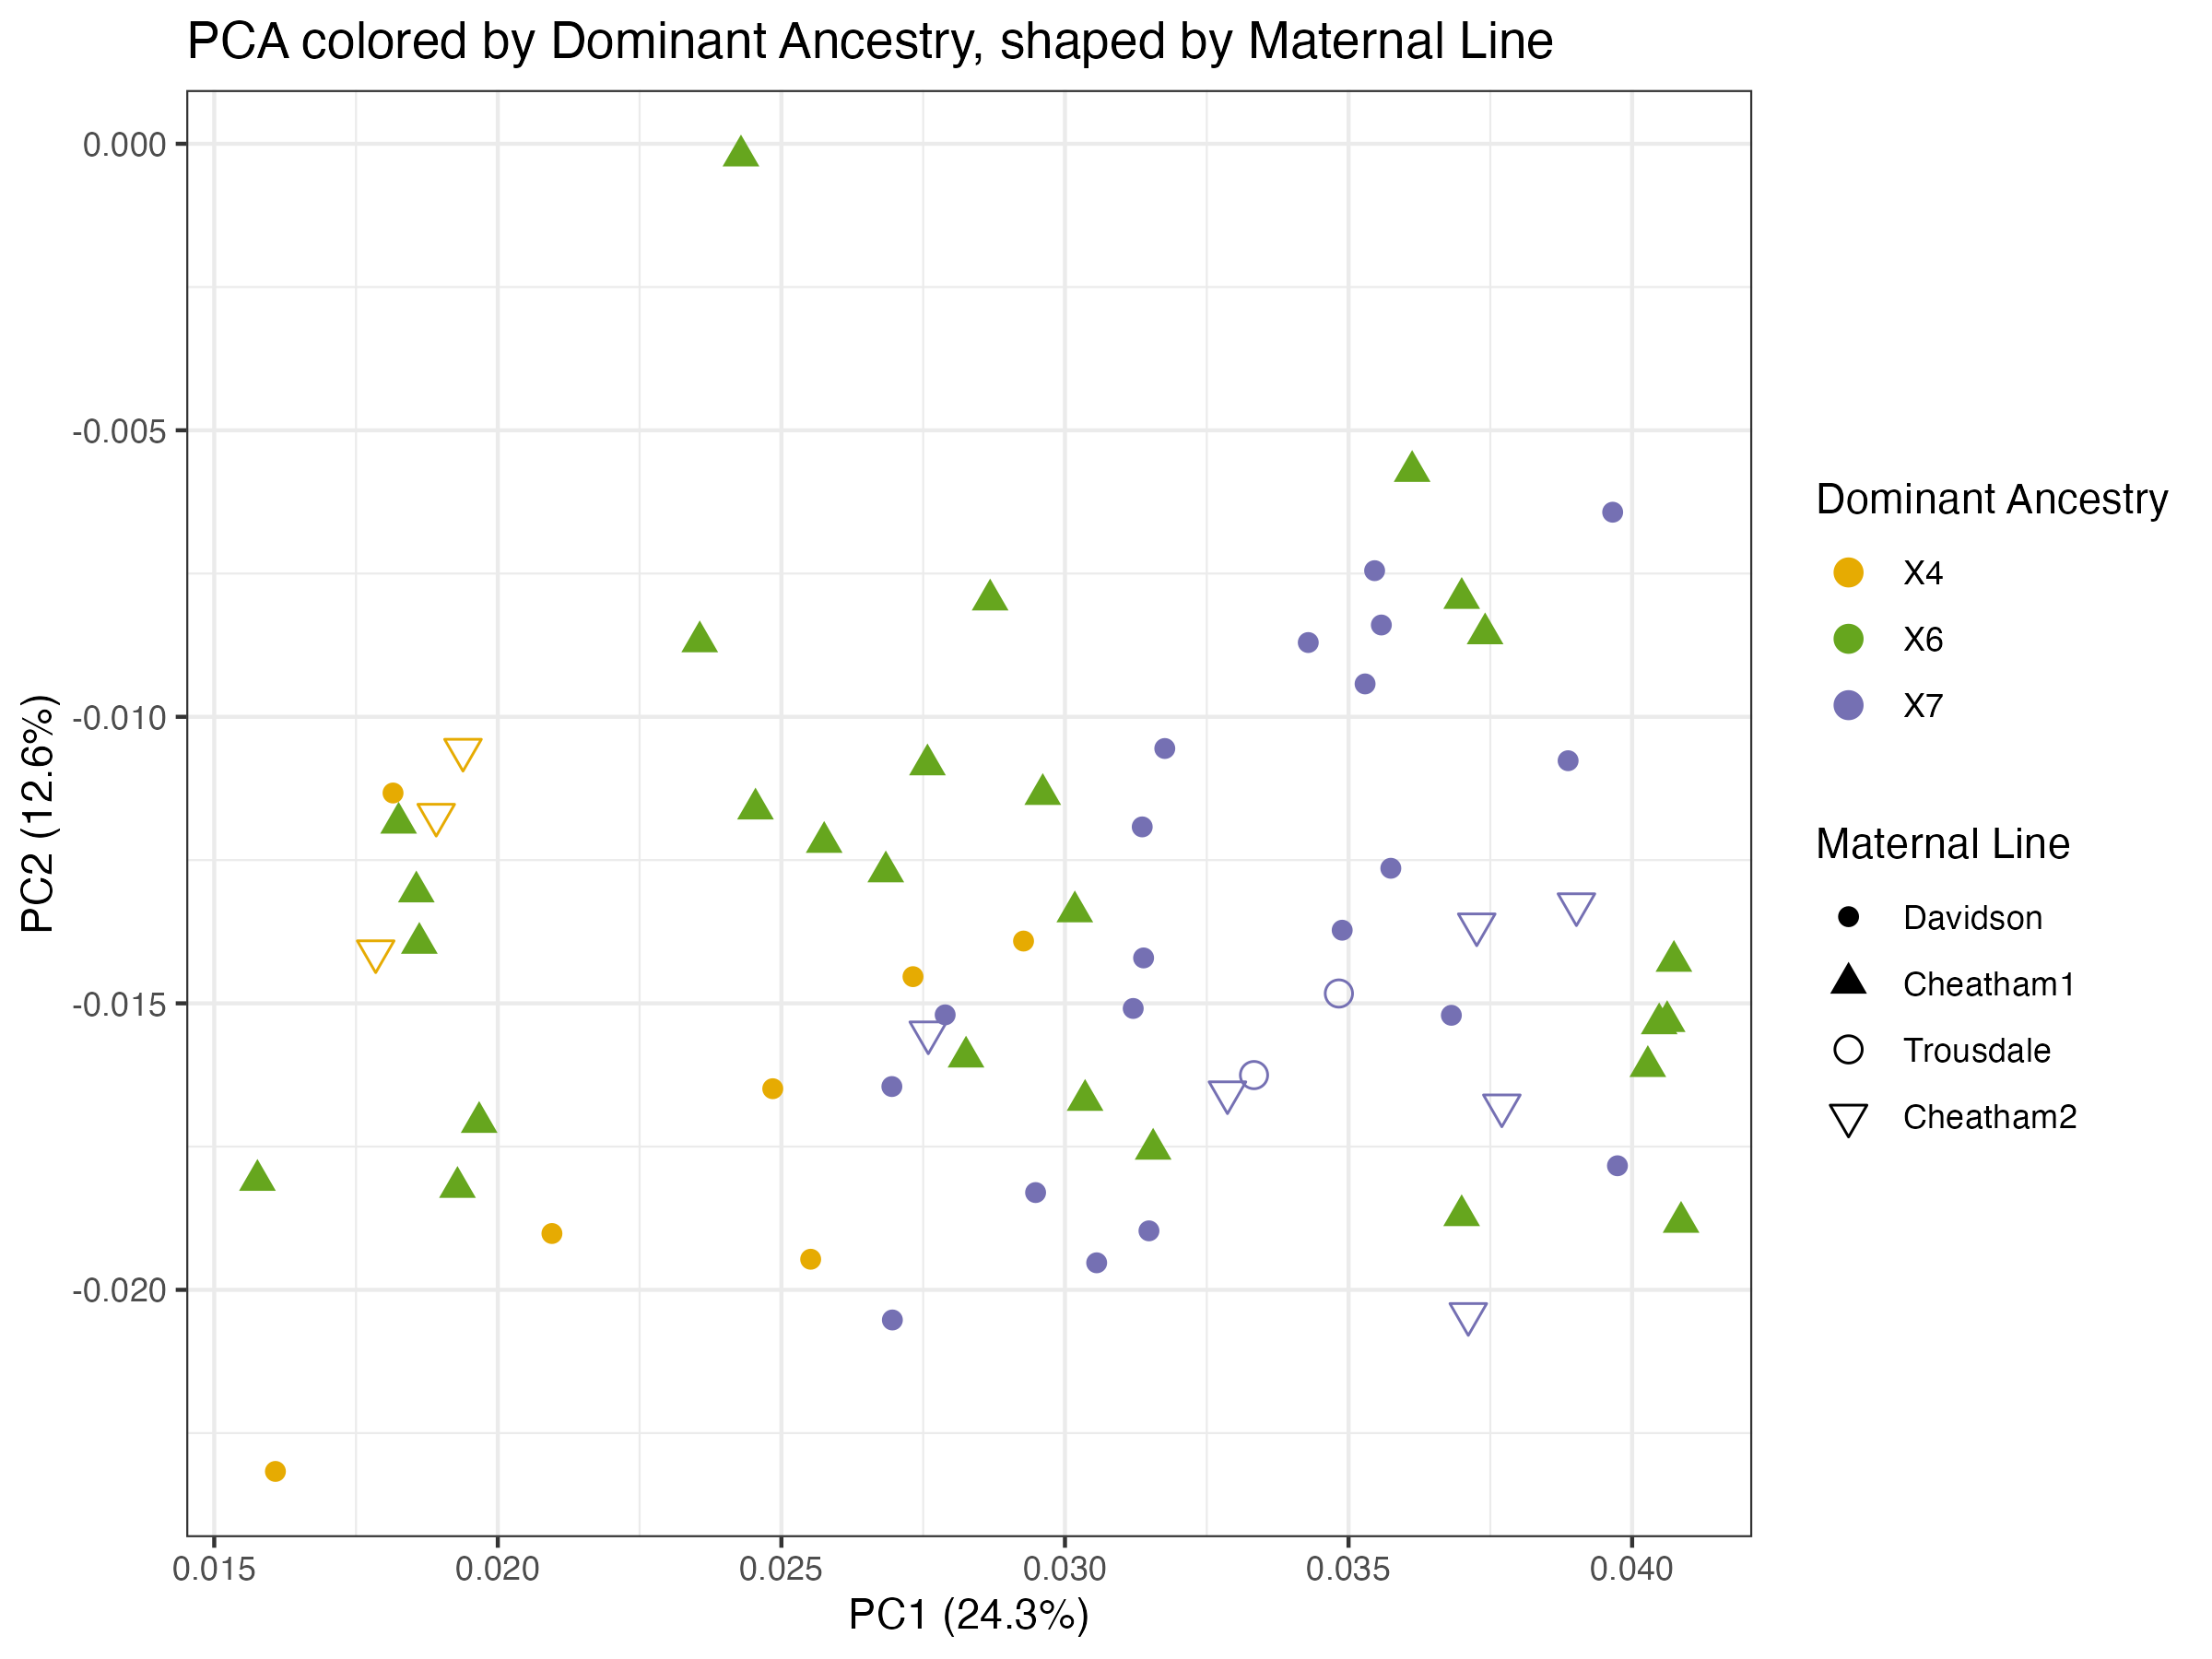 PCA colored by Dominant Ancestry, shaped by Maternal Line
0.000
-0.005
-0.010
-0.015
-0.020
PC2 (12.6%)
0.015 0.020 0.025 0.030 0.035 0.040
PC1 (24.3%)
Dominant Ancestry
X4
X6
X7
Maternal Line
Davidson
Cheatham1
Trousdale
Cheatham2